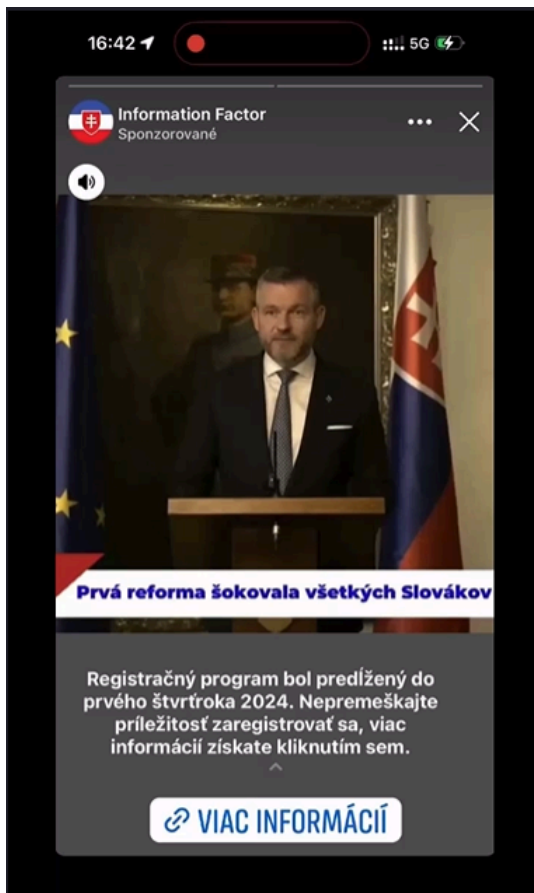 16:42
5G
Information Factor
Sponzorované
Prvá reforma šokovala všetkých Slovákov
Registračný program bol predĺžený do
prvého štvrťroka 2024. Nepremeškajte
príležitosť zaregistrovať sa, viac
informácií získate kliknutím sem.
VIAC INFORMÁCIÍ